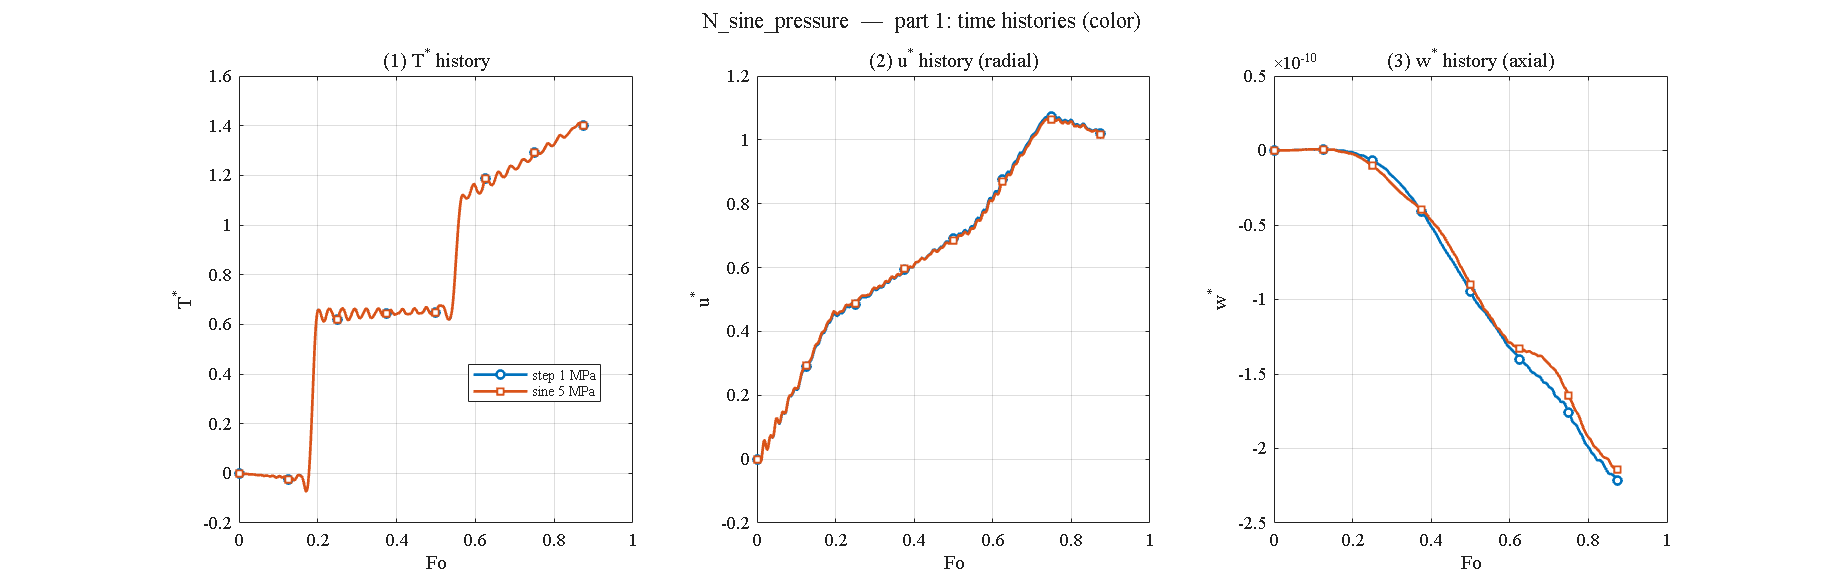 N_sine_pressure — part 1: time histories (color)
(1) T* history
1.6
1.4
1.2
1
0.8
0.6
0.4
0.2
0
-0.2
T*
0 0.2 0.4 0.6 0.8 1
Fo
step 1 MPa
sine 5 MPa
(2) u* history (radial)
1.2
1
0.8
0.6
0.4
0.2
0
-0.2
u*
0 0.2 0.4 0.6 0.8 1
Fo
(3) w* history (axial)
×10-10
0.5
0
-0.5
-1
-1.5
-2
-2.5
w*
0 0.2 0.4 0.6 0.8 1
Fo